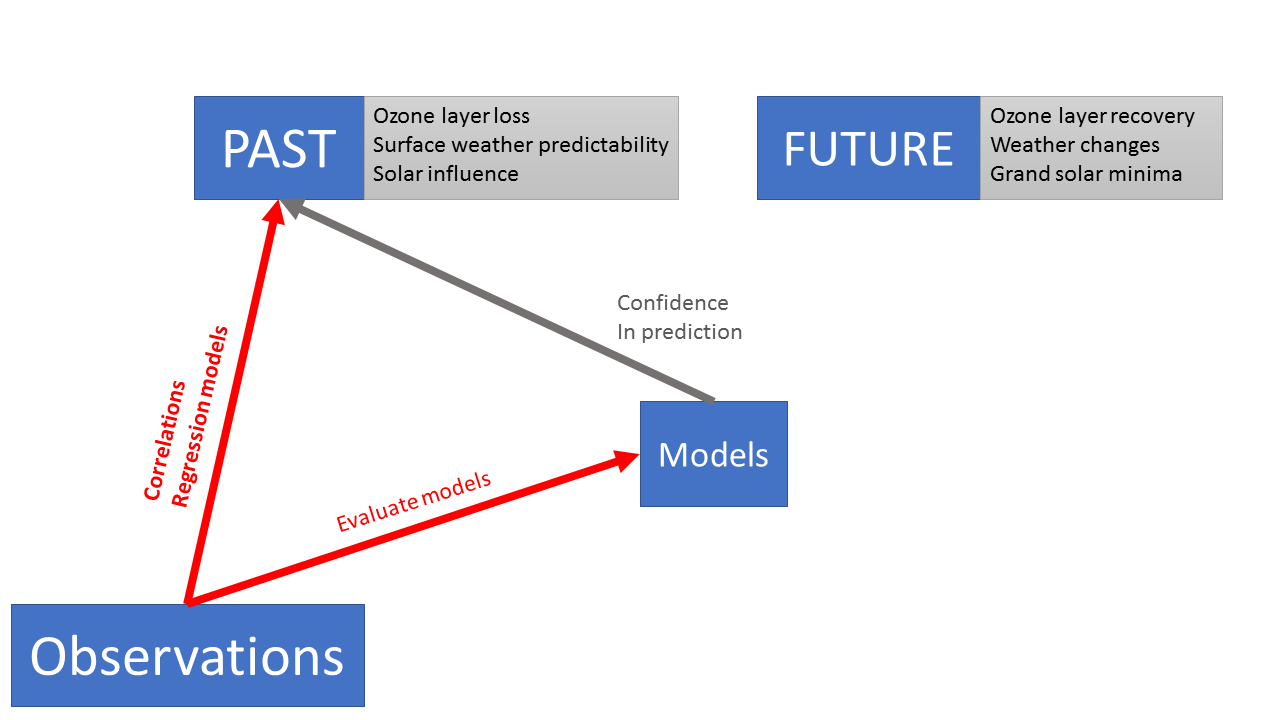 PAST
Ozone layer loss
Surface weather predictability
Solar influence
FUTURE
Ozone layer recovery
Weather changes
Grand solar minima
Confidence
In prediction
Correlations
Regression models
Models
Evaluate models
Observations